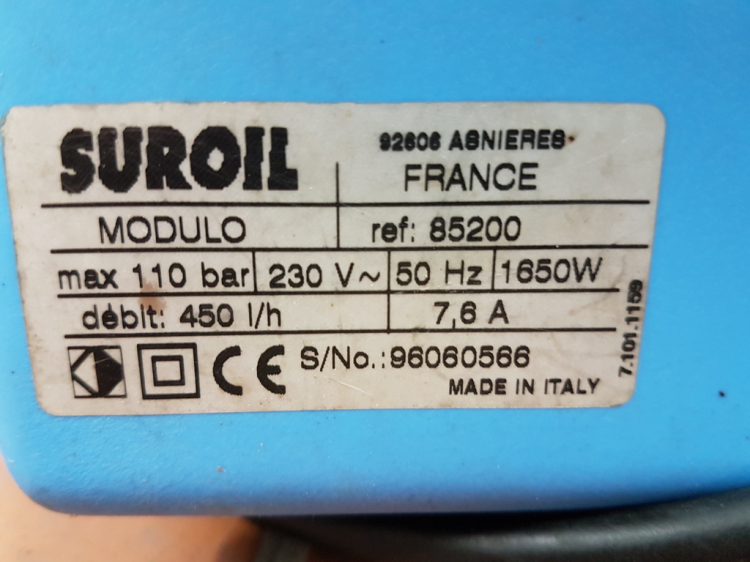 SUROIL
92606 ASNIERES
FRANCE
MODULO ref: 85200
max 110 bar 230 V~ 50 Hz 1650W
débit: 450 l/h 7,6 A
CE S/No.:96060566
MADE IN ITALY
7.101.1159